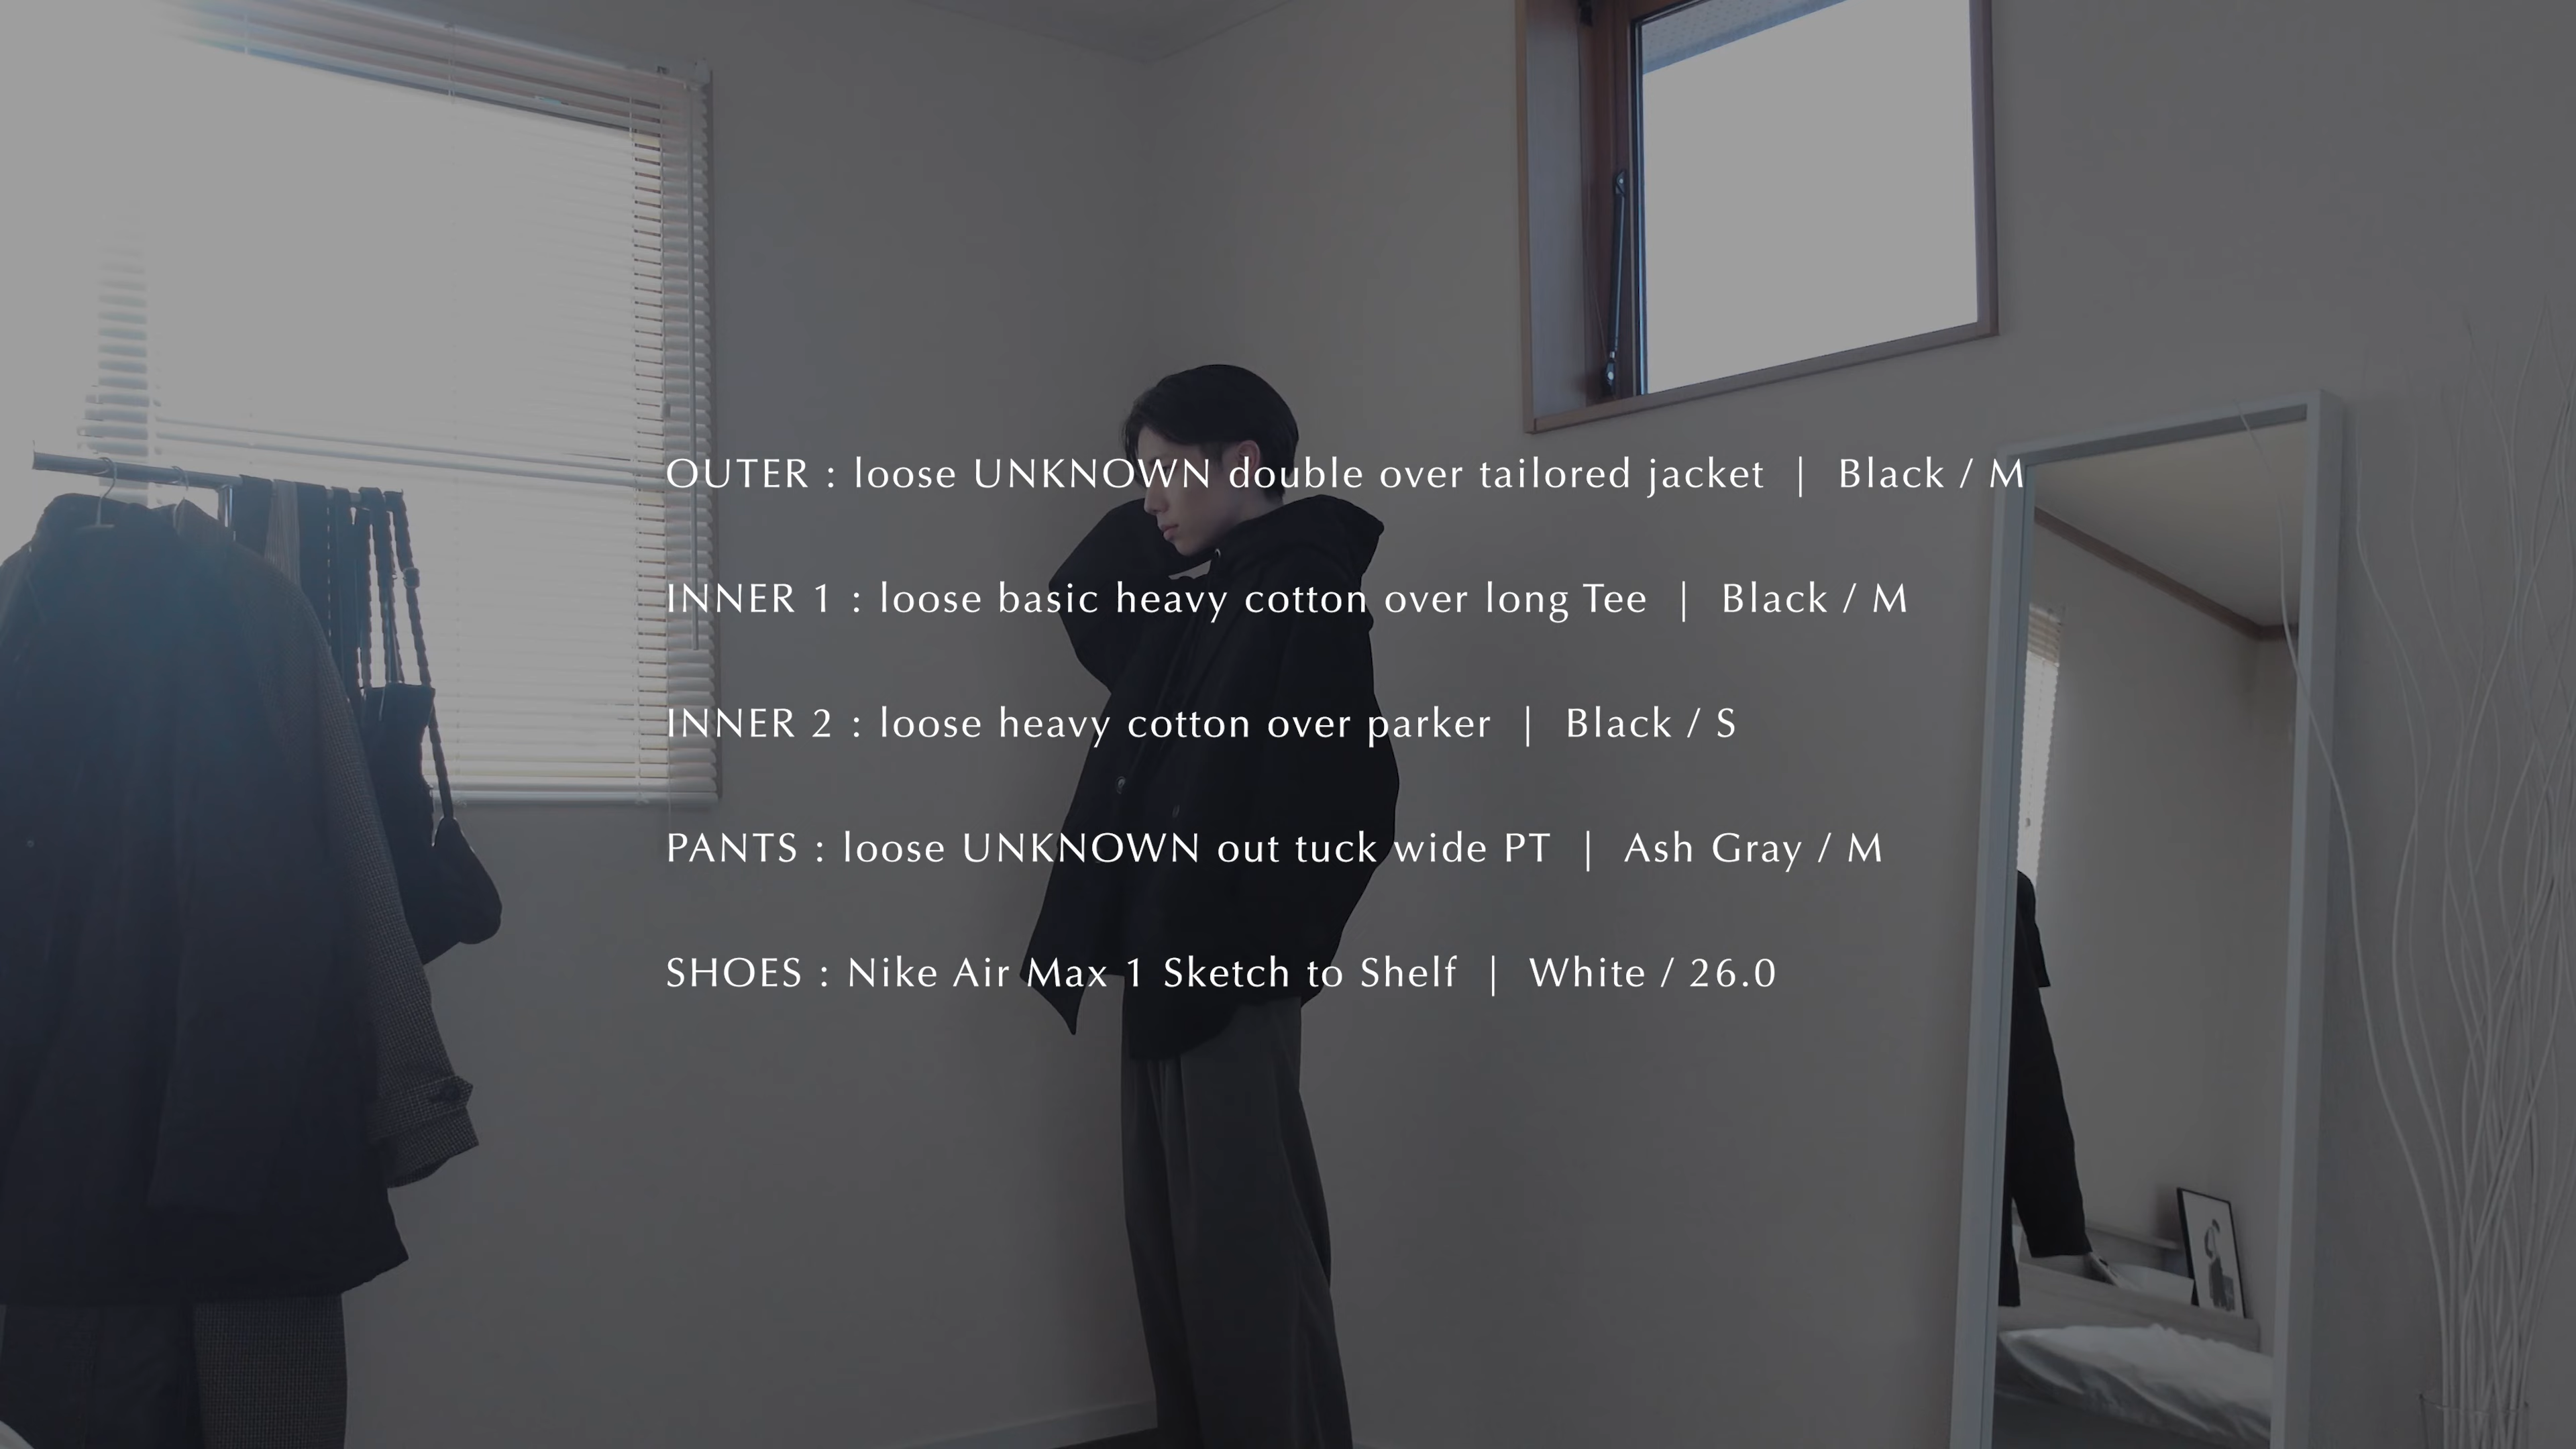 OUTER : loose UNKNOWN double over tailored jacket | Black / M
INNER 1 : loose basic heavy cotton over long Tee | Black / M
INNER 2 : loose heavy cotton over parker | Black / S
PANTS : loose UNKNOWN out tuck wide PT | Ash Gray / M
SHOES : Nike Air Max 1 Sketch to Shelf | White / 26.0